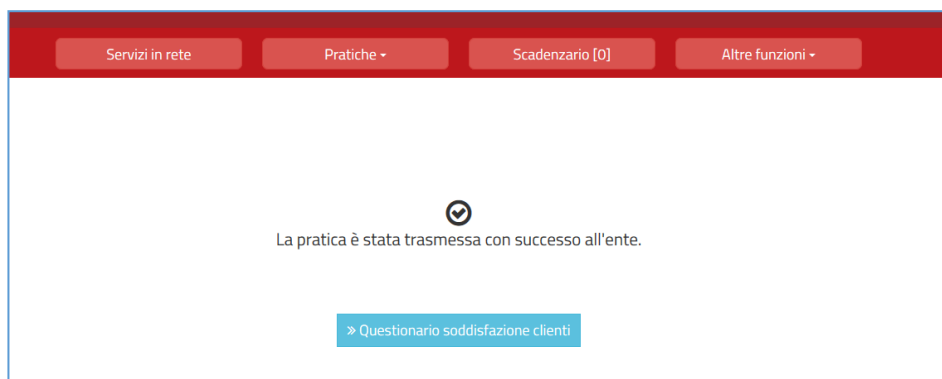 Servizi in rete
Pratiche
Scadenzario [0]
Altre funzioni
La pratica è stata trasmessa con successo all'ente.
» Questionario soddisfazione clienti